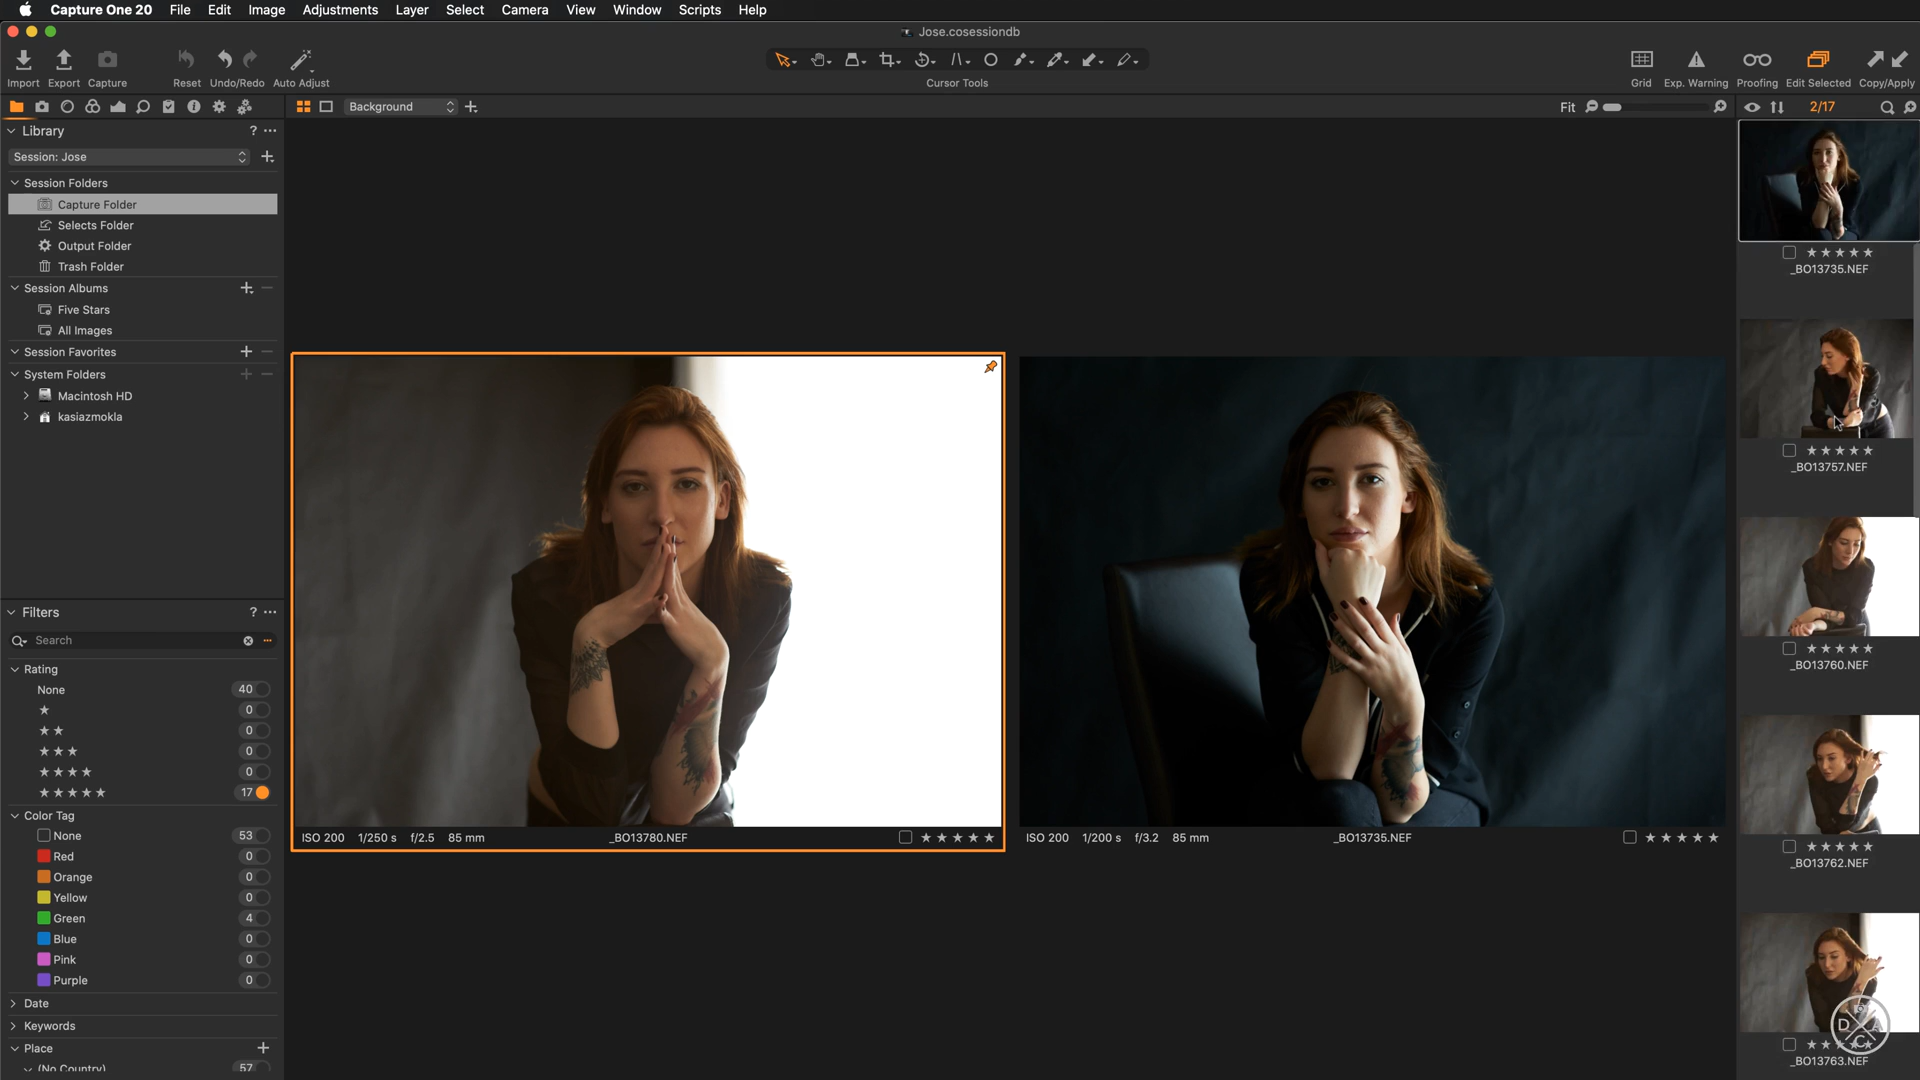 Capture One 20 File Edit Image Adjustments Layer Select Camera View Window Scripts Help
Jose.cosessiondb
Import Export Capture Reset Undo/Redo Auto Adjust
Cursor Tools
Grid Exp. Warning Proofing Edit Selected Copy/Apply
Background
Fit
2/17
Library
? ...
Session: Jose
Session Folders
Capture Folder
Selects Folder
Output Folder
Trash Folder
Session Albums
Five Stars
All Images
Session Favorites
System Folders
Macintosh HD
kasiazmokla
Filters
? ...
Search
Rating
None 40
0
0
0
0
17
Color Tag
None 53
Red 0
Orange 0
Yellow 0
Green 4
Blue 0
Pink 0
Purple 0
Date
Keywords
Place
(No Country) 57
ISO 200 1/250 s f/2.5 85 mm _BO13780.NEF
ISO 200 1/200 s f/3.2 85 mm _BO13735.NEF
_BO13735.NEF
_BO13757.NEF
_BO13760.NEF
_BO13762.NEF
_BO13763.NEF
D A C